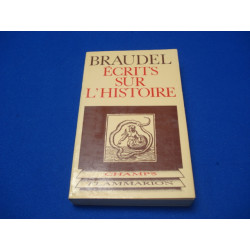 BRAUDEL
ÉCRITS
SUR
L'HISTOIRE
CHAMPS
FLAMMARION